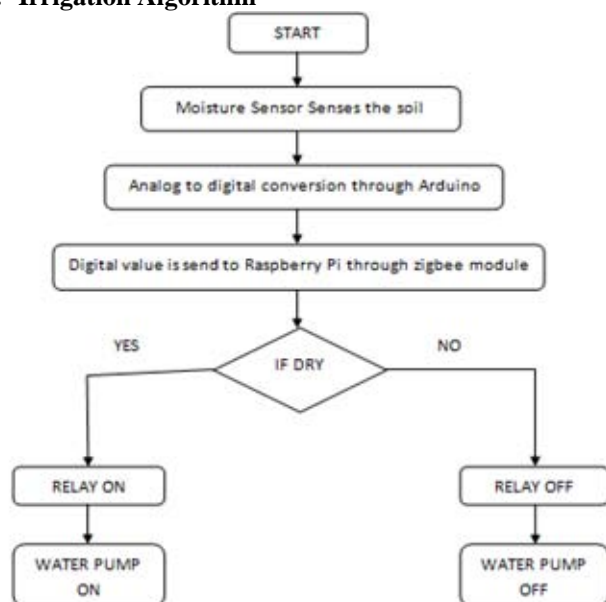 Irrigation Algorithm
START
Moisture Sensor Senses the soil
Analog to digital conversion through Arduino
Digital value is send to Raspberry Pi through zigbee module
YES
IF DRY
NO
RELAY ON
RELAY OFF
WATER PUMP
ON
WATER PUMP
OFF